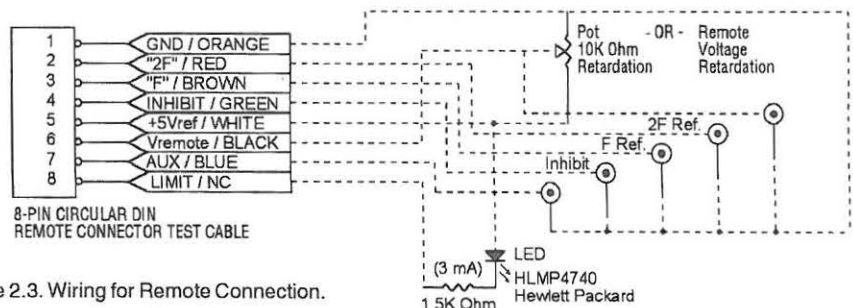 1 GND / ORANGE
2 "2F" / RED
3 "F" / BROWN
4 INHIBIT / GREEN
5 +5Vref / WHITE
6 Vremote / BLACK
7 AUX / BLUE
8 LIMIT / NC
8-PIN CIRCULAR DIN
REMOTE CONNECTOR TEST CABLE
Pot - OR - Remote
10K Ohm Voltage
Retardation Retardation
2F Ref.
F Ref.
Inhibit
LED
(3 mA)
HLMP4740
Hewlett Packard
1.5K Ohm
e 2.3. Wiring for Remote Connection.